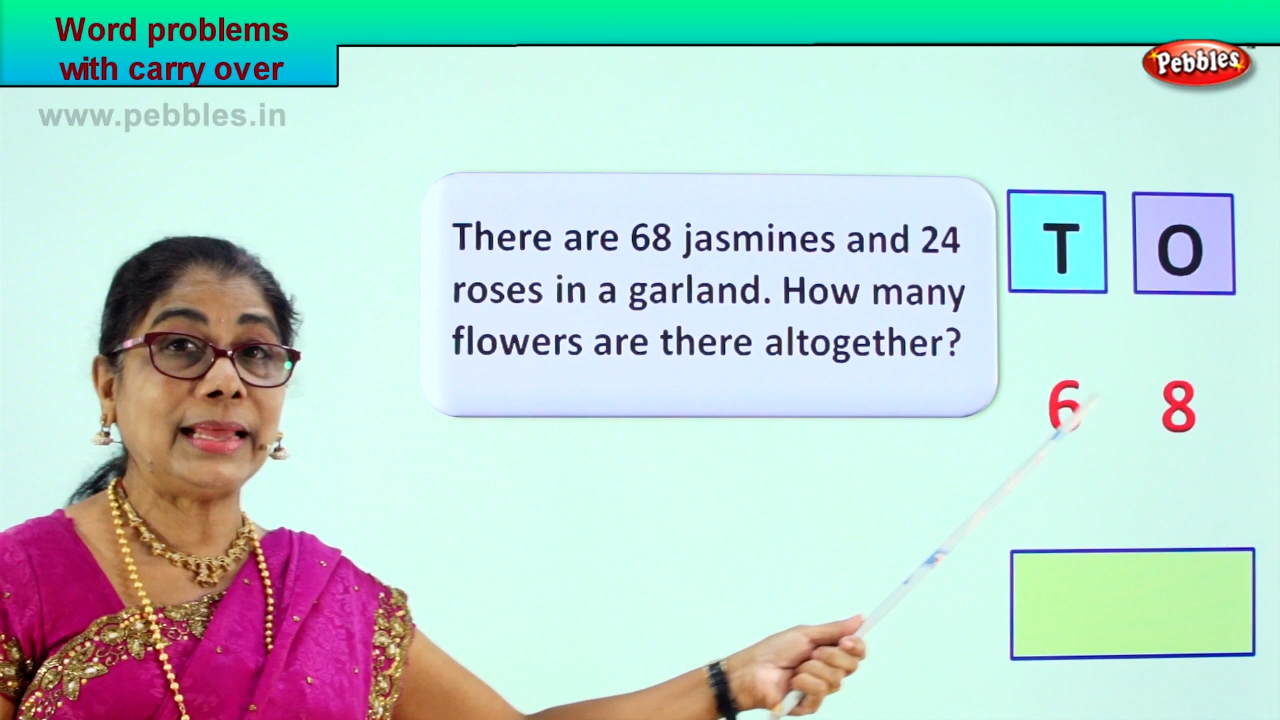 Word problems
with carry over
www.pebbles.in
Pebbles
There are 68 jasmines and 24
roses in a garland. How many
flowers are there altogether?
T O
6 8